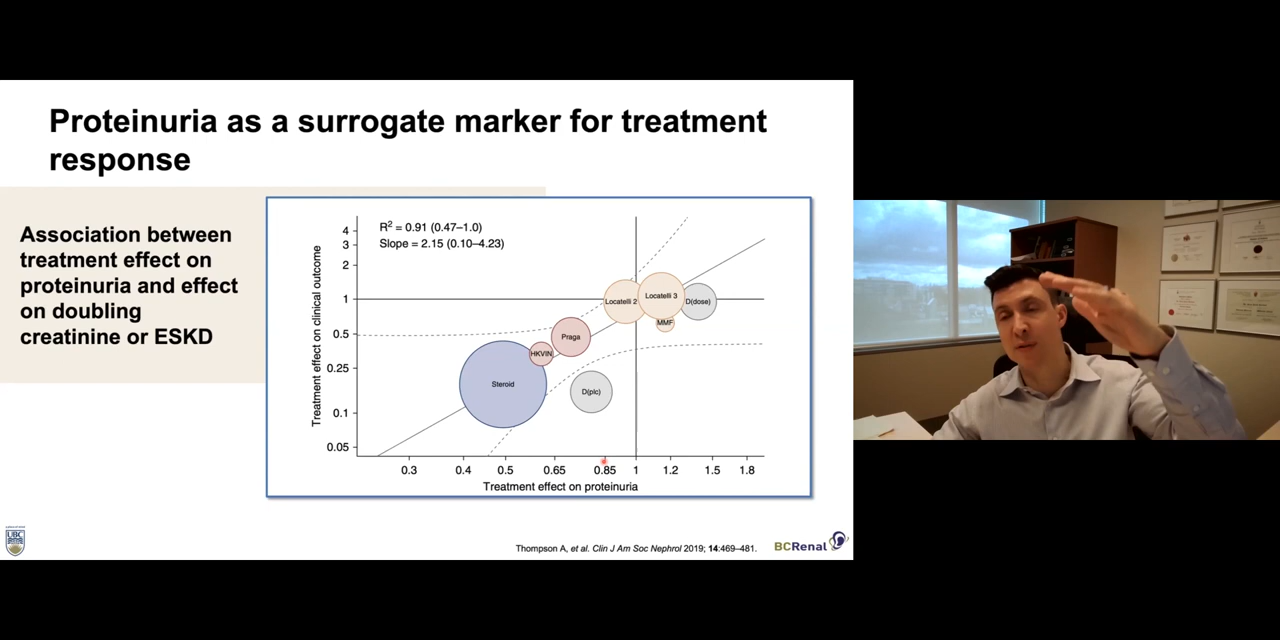 Proteinuria as a surrogate marker for treatment
response
Association between
treatment effect on
proteinuria and effect
on doubling
creatinine or ESKD
R2 = 0.91 (0.47–1.0)
Slope = 2.15 (0.10–4.23)
Treatment effect on clinical outcome
4
3
2
1
0.5
0.25
0.1
0.05
Locatelli 2
Locatelli 3
D(dose)
MMF
Praga
HKVIN
Steroid
D(plc)
0.3
0.4
0.5
0.65
0.85
1
1.2
1.5
1.8
Treatment effect on proteinuria
UBC
Thompson A, et al. Clin J Am Soc Nephrol 2019; 14:469–481.
BCRenal